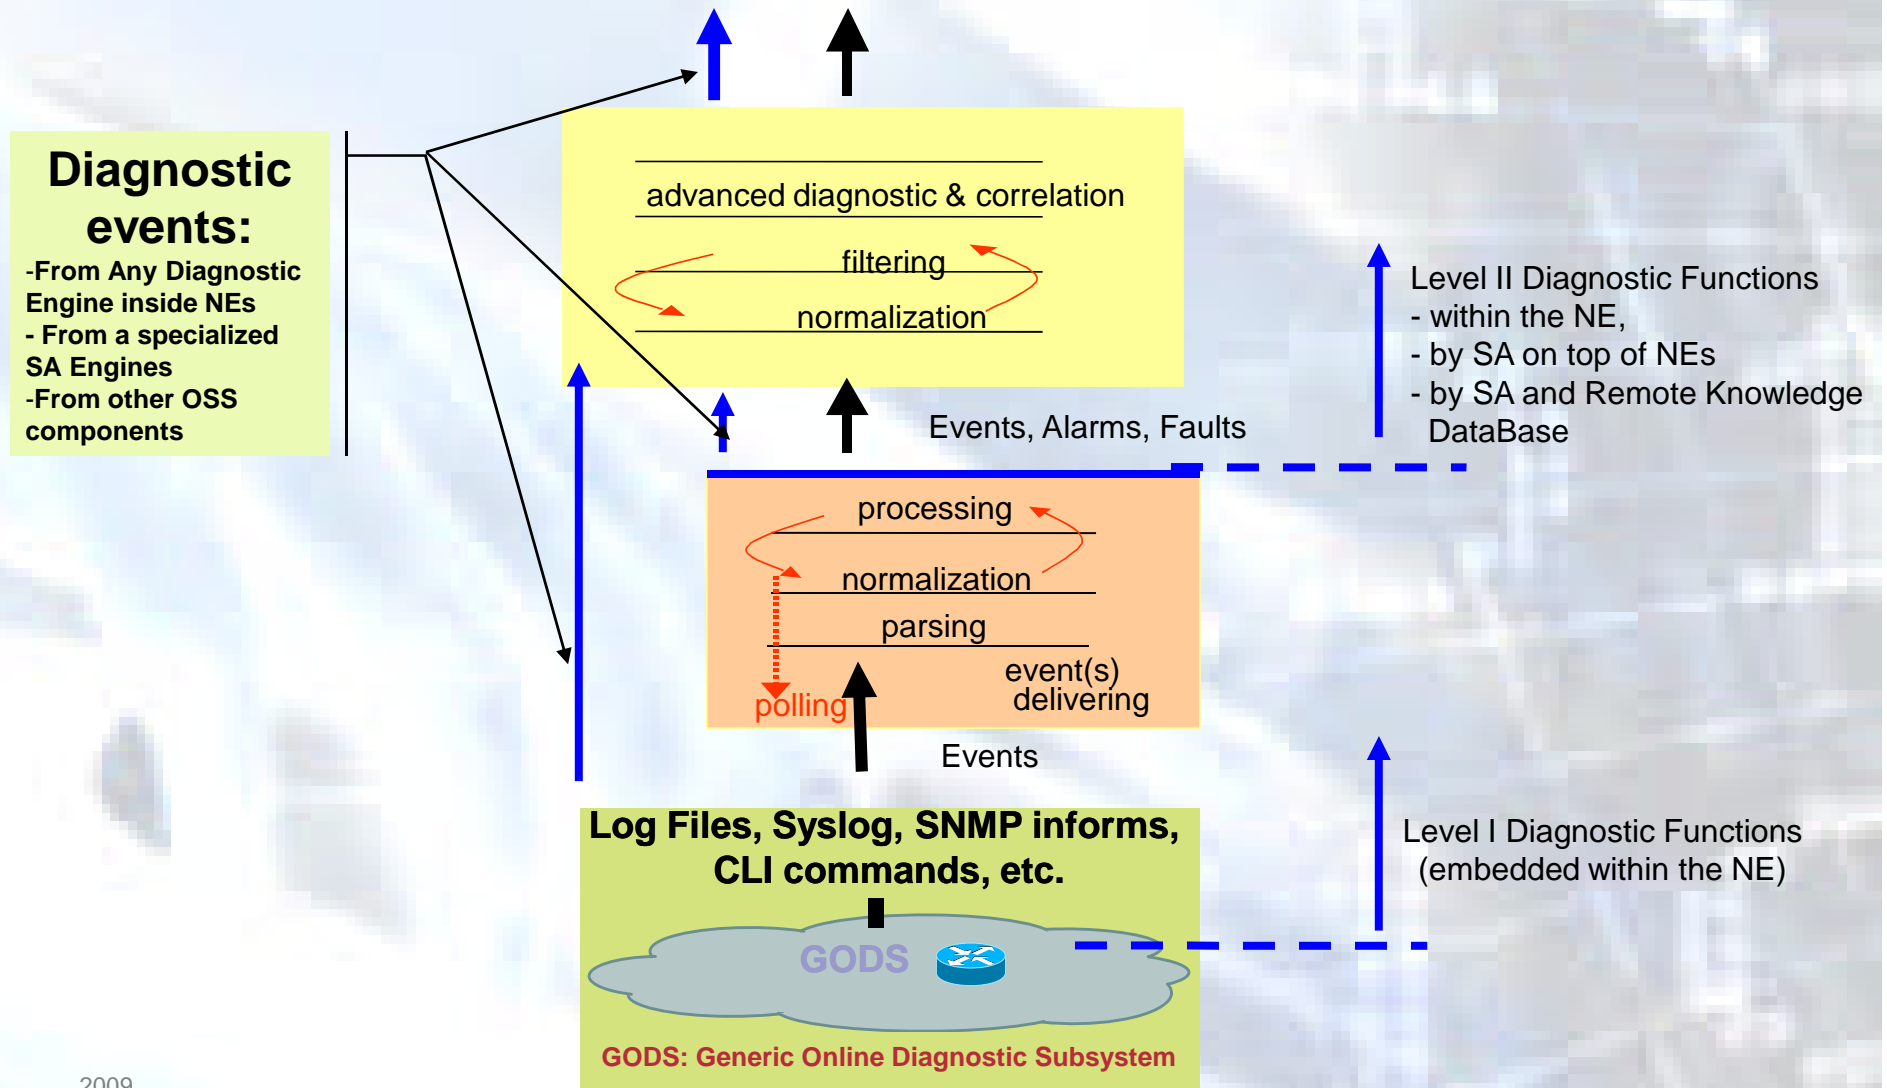 Diagnostic
events:
-From Any Diagnostic
Engine inside NEs
- From a specialized
SA Engines
-From other OSS
components
advanced diagnostic & correlation
filtering
normalization
Level II Diagnostic Functions
- within the NE,
- by SA on top of NEs
- by SA and Remote Knowledge
DataBase
Events, Alarms, Faults
processing
normalization
parsing
event(s)
delivering
polling
Events
Log Files, Syslog, SNMP informs,
CLI commands, etc.
Level I Diagnostic Functions
(embedded within the NE)
GODS
GODS: Generic Online Diagnostic Subsystem
2009